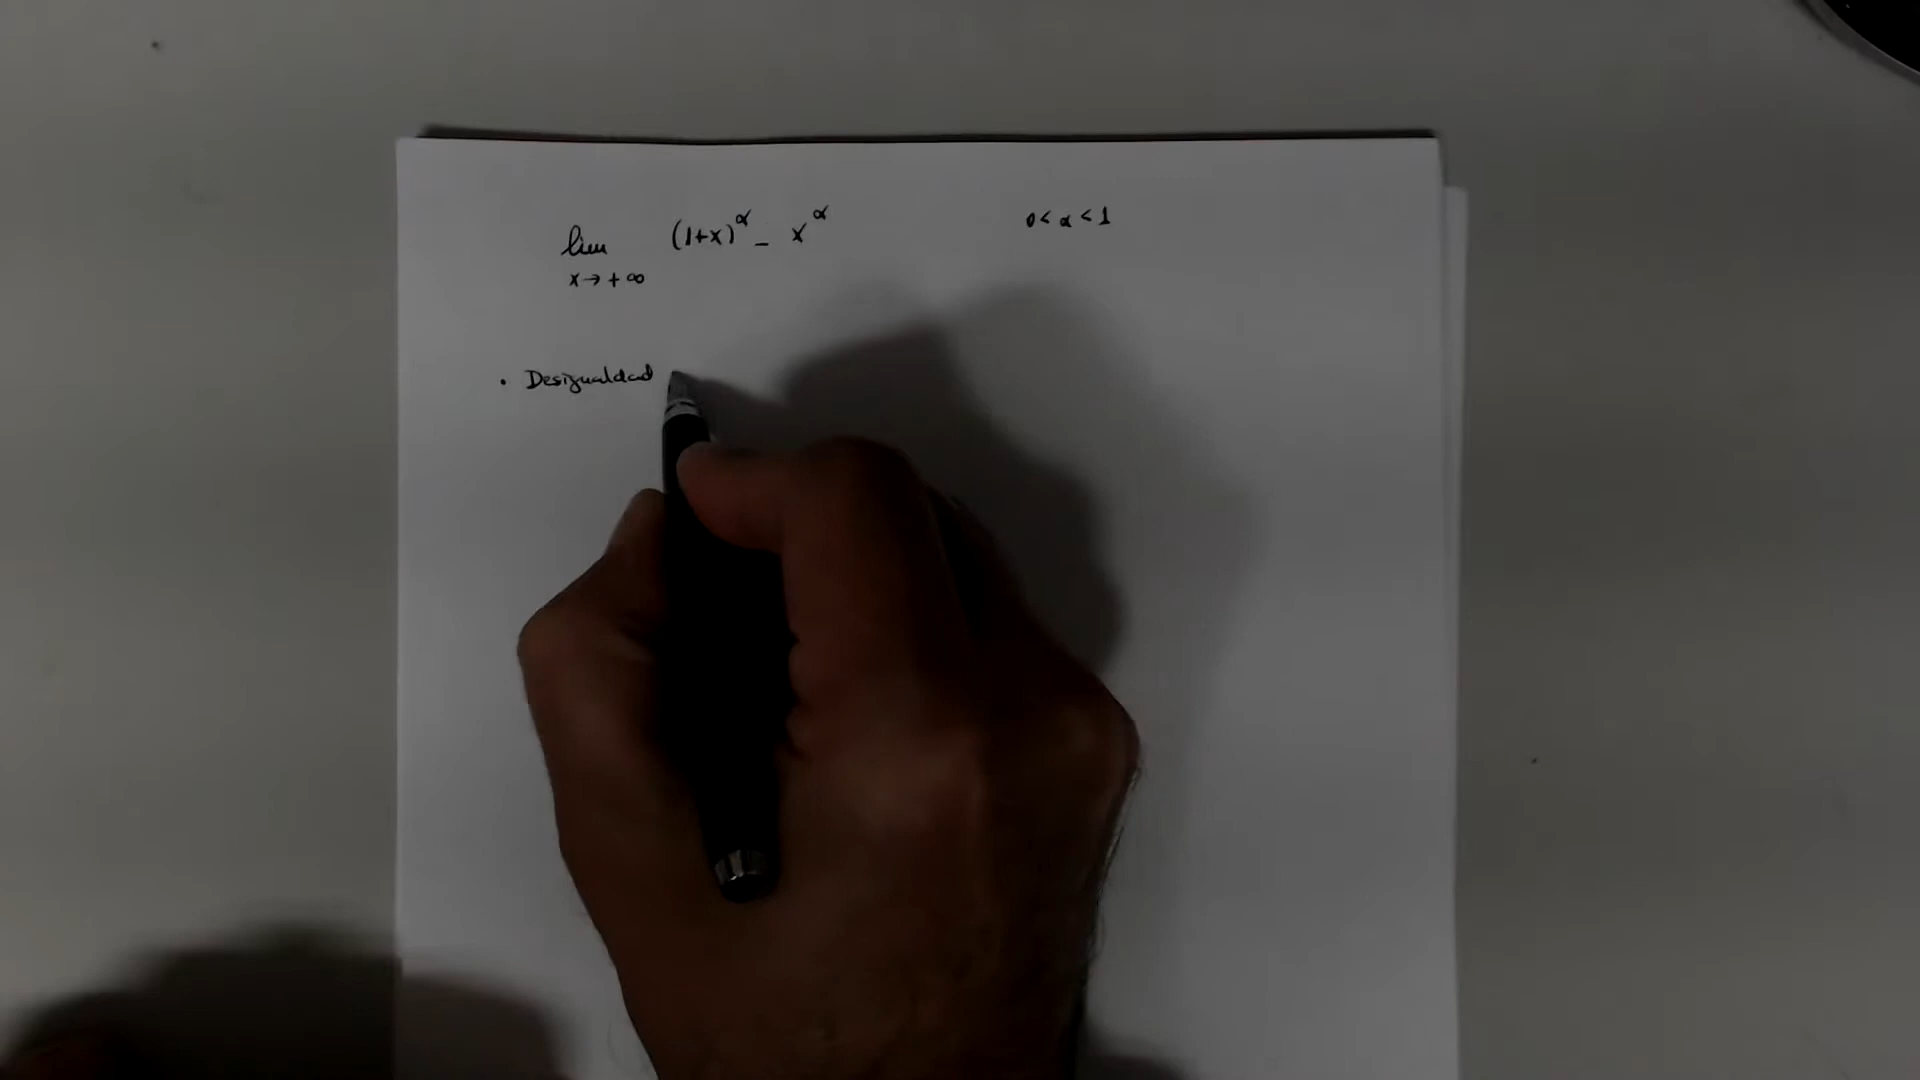 lim (1+x)^α - x^α 0<α<1
x→+∞
• Desigualdad